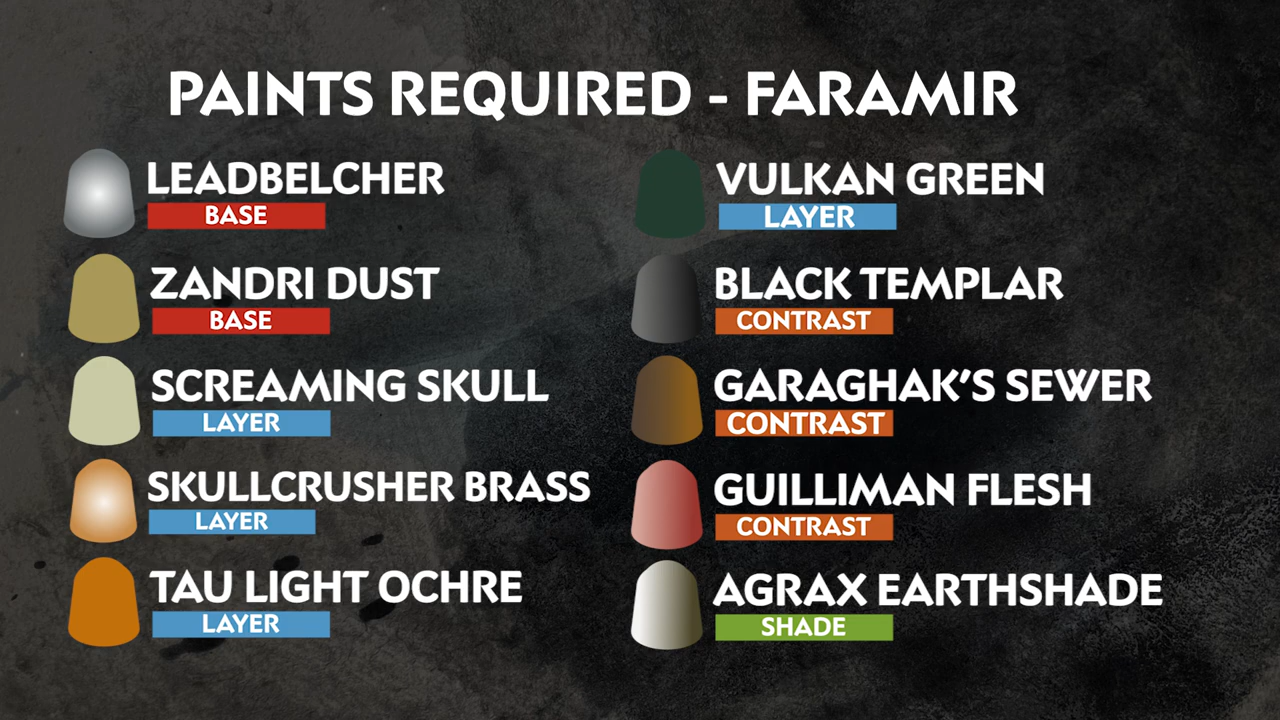 PAINTS REQUIRED - FARAMIR
LEADBELCHER
BASE
ZANDRI DUST
BASE
SCREAMING SKULL
LAYER
SKULLCRUSHER BRASS
LAYER
TAU LIGHT OCHRE
LAYER
VULKAN GREEN
LAYER
BLACK TEMPLAR
CONTRAST
GARAGHAK'S SEWER
CONTRAST
GUILLIMAN FLESH
CONTRAST
AGRAX EARTHSHADE
SHADE